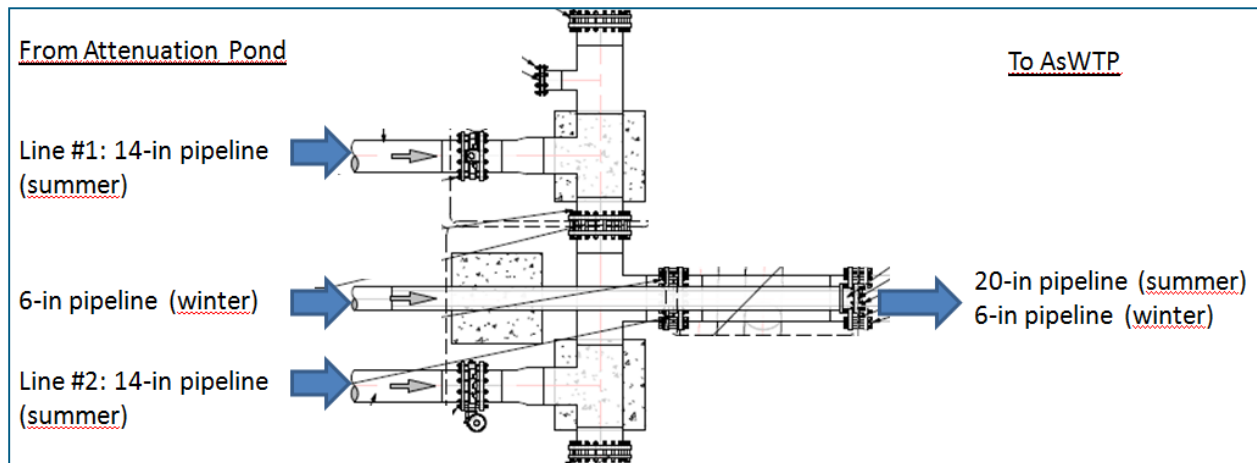 From Attenuation Pond
To AsWTP
Line #1: 14-in pipeline
(summer)
6-in pipeline (winter)
20-in pipeline (summer)
6-in pipeline (winter)
Line #2: 14-in pipeline
(summer)